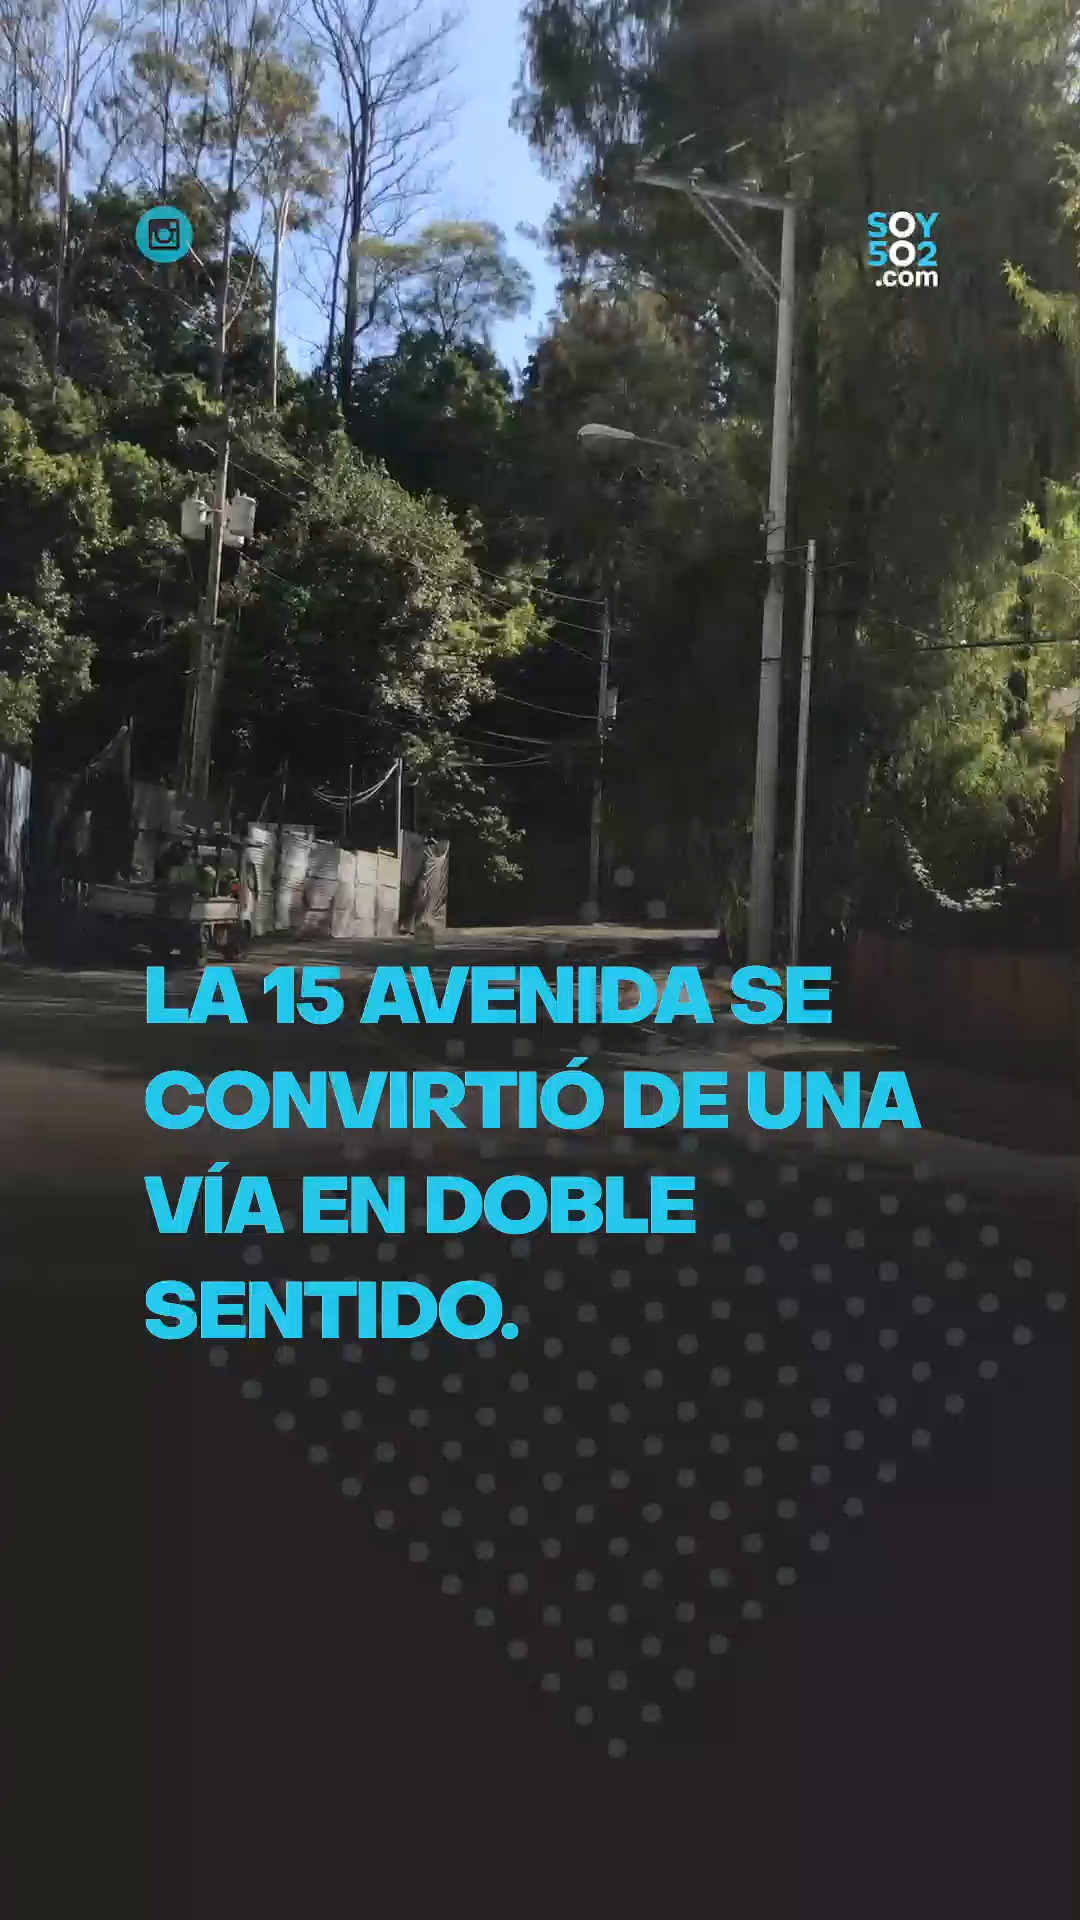 SOY
502
.com
LA 15 AVENIDA SE
CONVIRTIÓ DE UNA
VÍA EN DOBLE
SENTIDO.